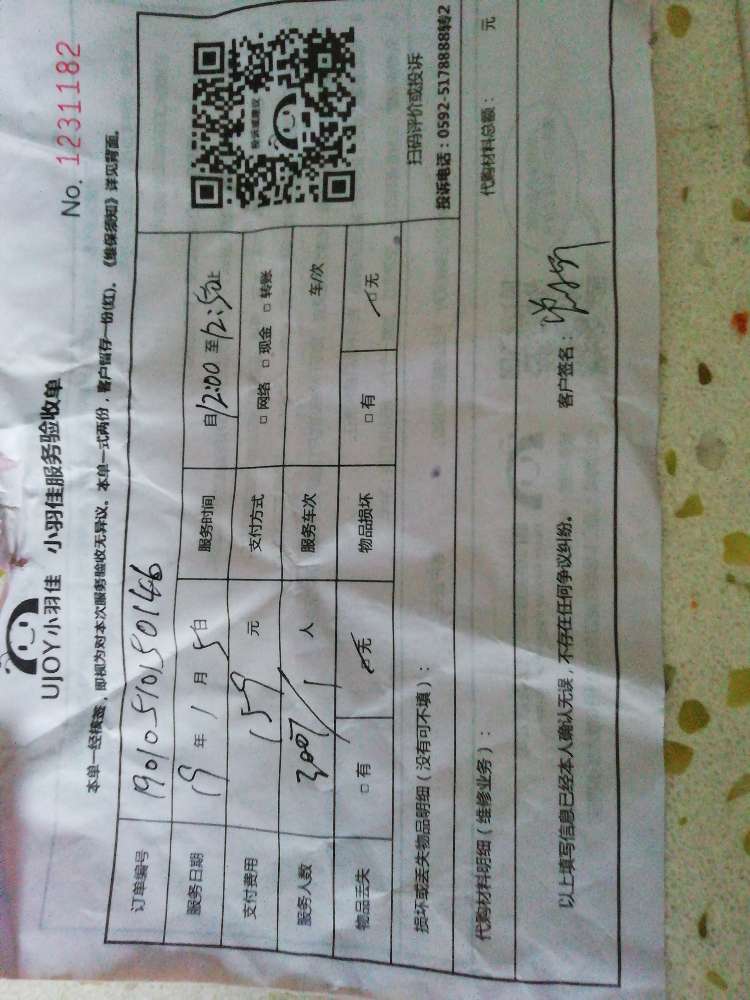 UJOY小羽佳 小羽佳服务验收单
No. 1231182
本单一经核签，即视为对本次服务验收无异议。本单一式两份，客户留存一份(红)。《维保须知》详见背面。
订单编号 190105101501446
服务日期 19 年 1 月 5 日 服务时间 自 12:00 至 12:50 止
支付费用 159 元 支付方式 □ 网络 □ 现金 □ 转账
服务人数 3007/1 人 服务车次 车/次
物品丢失 □ 有 □ 无 物品损坏 □ 有 □ 无
投诉或建议
扫码评价或投诉
投诉电话：0592-5178888转2
损坏或丢失物品明细（没有可不填）：
代购材料明细（维修业务）： 代购材料总额： 元
以上填写信息已经本人确认无误，不存在任何争议纠纷。 客户签名：